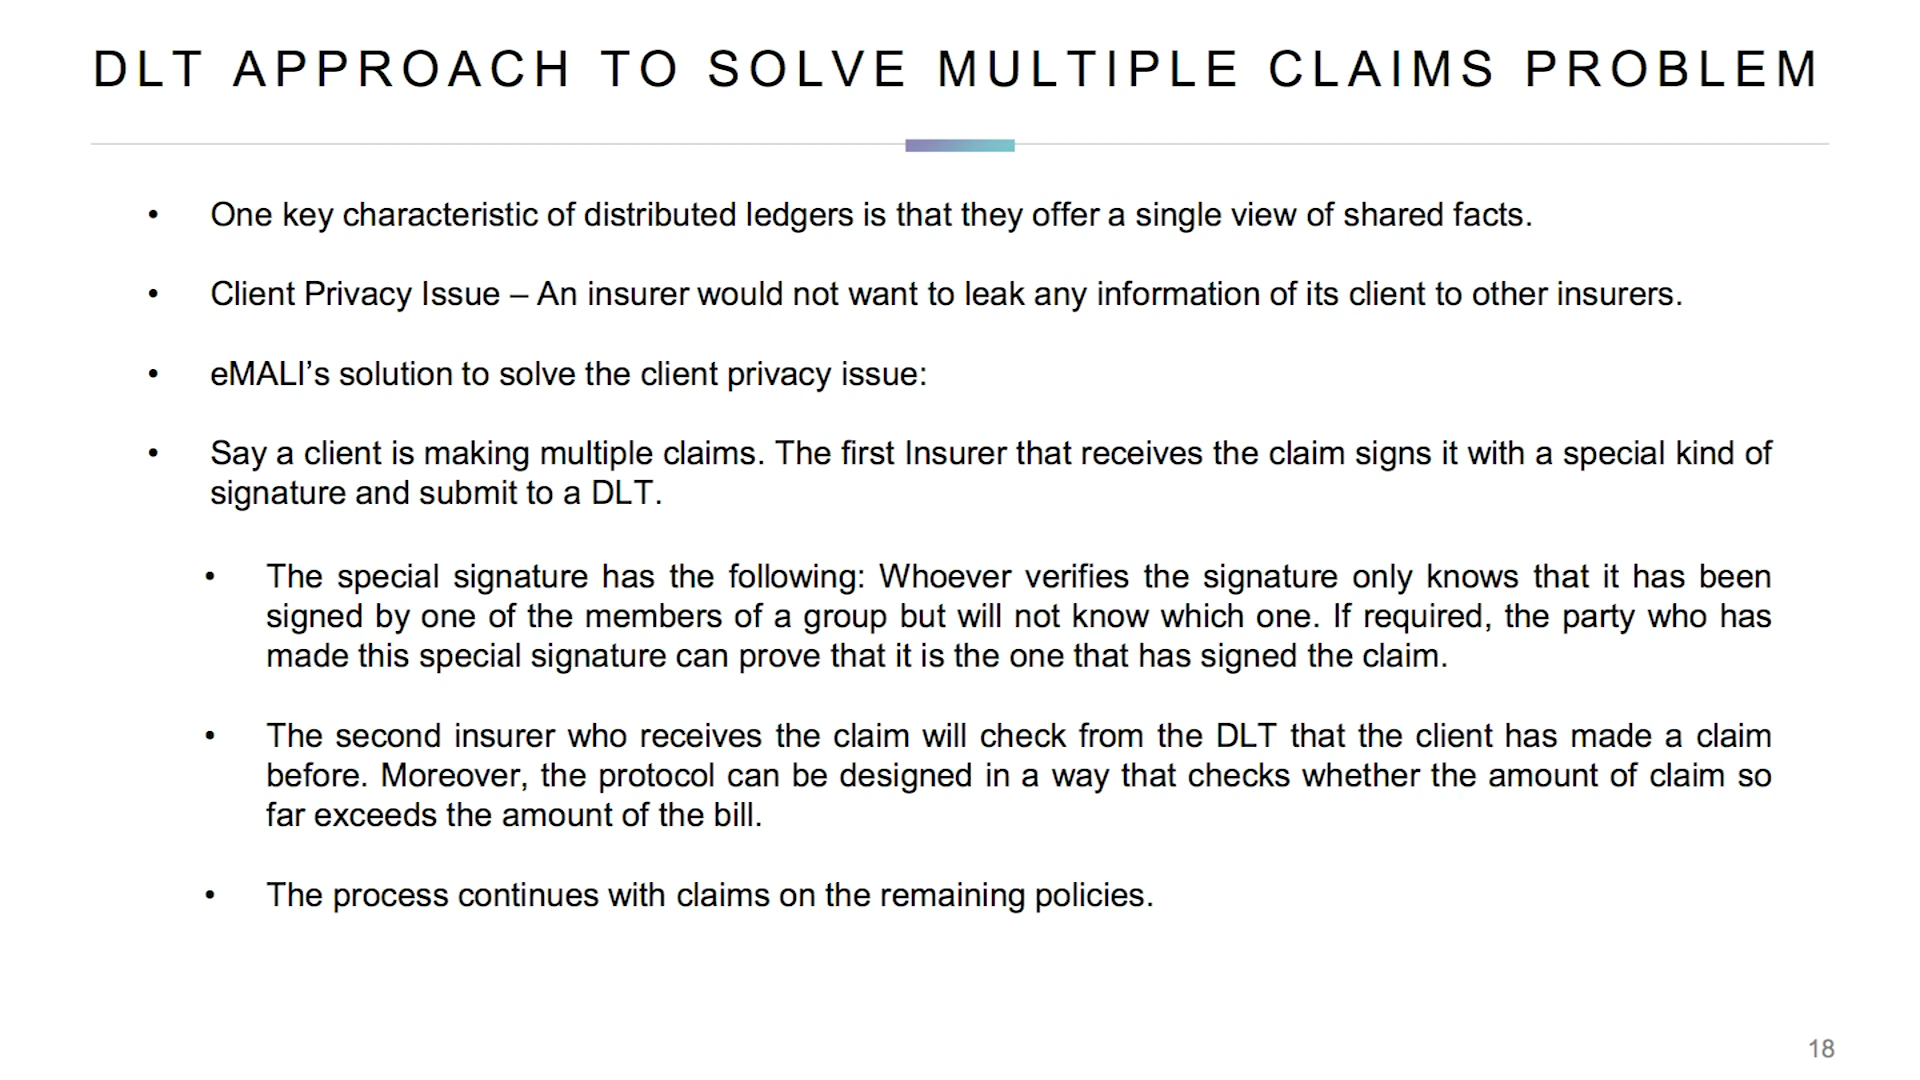 DLT APPROACH TO SOLVE MULTIPLE CLAIMS PROBLEM
• One key characteristic of distributed ledgers is that they offer a single view of shared facts.
• Client Privacy Issue – An insurer would not want to leak any information of its client to other insurers.
• eMALI’s solution to solve the client privacy issue:
• Say a client is making multiple claims. The first Insurer that receives the claim signs it with a special kind of
signature and submit to a DLT.
• The special signature has the following: Whoever verifies the signature only knows that it has been
signed by one of the members of a group but will not know which one. If required, the party who has
made this special signature can prove that it is the one that has signed the claim.
• The second insurer who receives the claim will check from the DLT that the client has made a claim
before. Moreover, the protocol can be designed in a way that checks whether the amount of claim so
far exceeds the amount of the bill.
• The process continues with claims on the remaining policies.
18